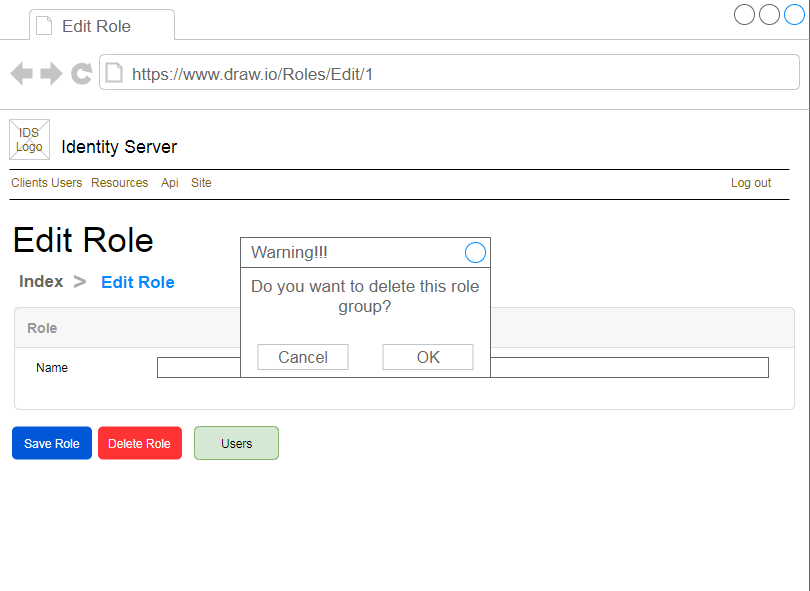 Edit Role
https://www.draw.io/Roles/Edit/1
IDS
Logo
Identity Server
Clients Users Resources Api Site Log out
Edit Role
Index > Edit Role
Warning!!!
Do you want to delete this role
group?
Cancel OK
Role
Name
Save Role Delete Role Users